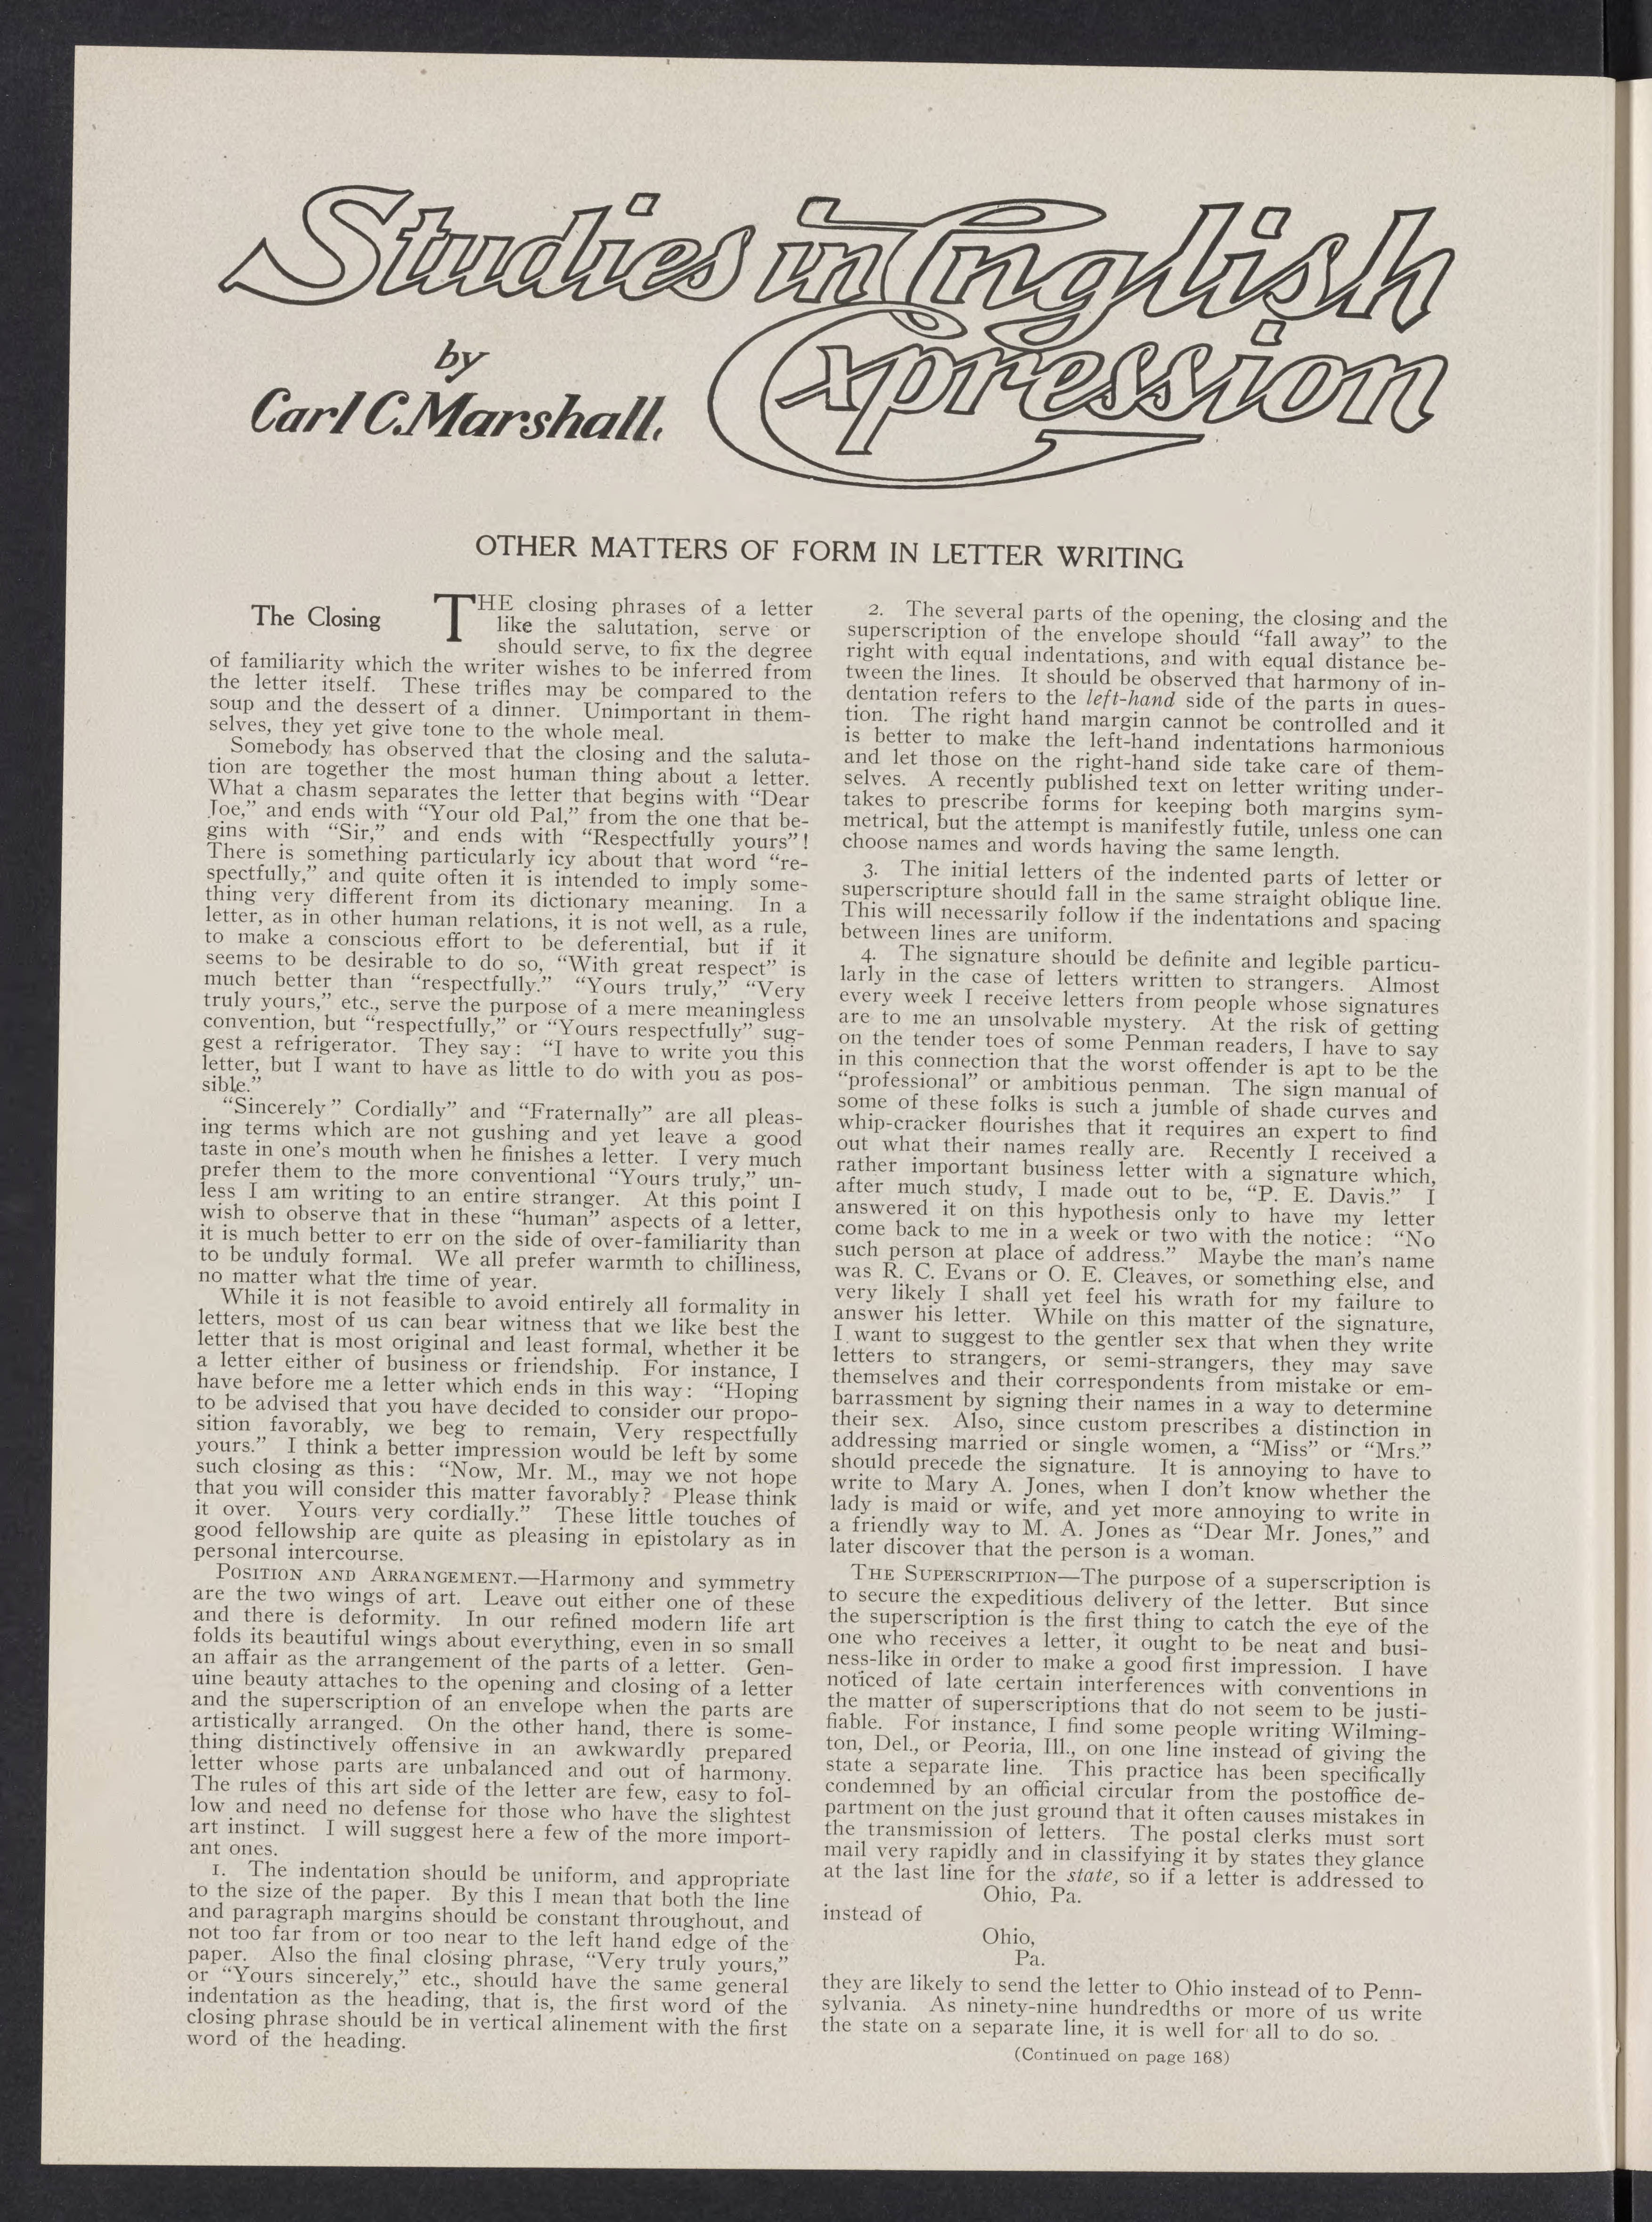 Studies in English
Expression
by
Carl C. Marshall.
OTHER MATTERS OF FORM IN LETTER WRITING
The Closing
THE closing phrases of a letter
like the salutation, serve or
should serve, to fix the degree
of familiarity which the writer wishes to be inferred from
the letter itself. These trifles may be compared to the
soup and the dessert of a dinner. Unimportant in them-
selves, they yet give tone to the whole meal.
Somebody has observed that the closing and the saluta-
tion are together the most human thing about a letter.
What a chasm separates the letter that begins with “Dear
Joe,” and ends with “Your old Pal,” from the one that be-
gins with “Sir,” and ends with “Respectfully yours”!
There is something particularly icy about that word “re-
spectfully,” and quite often it is intended to imply some-
thing very different from its dictionary meaning. In a
letter, as in other human relations, it is not well, as a rule,
to make a conscious effort to be deferential, but if it
seems to be desirable to do so, “With great respect” is
much better than “respectfully.” “Yours truly,” “Very
truly yours,” etc., serve the purpose of a mere meaningless
convention, but “respectfully,” or “Yours respectfully” sug-
gest a refrigerator. They say: “I have to write you this
letter, but I want to have as little to do with you as pos-
sible.”
“Sincerely” Cordially” and “Fraternally” are all pleas-
ing terms which are not gushing and yet leave a good
taste in one’s mouth when he finishes a letter. I very much
prefer them to the more conventional “Yours truly,” un-
less I am writing to an entire stranger. At this point I
wish to observe that in these “human” aspects of a letter,
it is much better to err on the side of over-familiarity than
to be unduly formal. We all prefer warmth to chilliness,
no matter what the time of year.
While it is not feasible to avoid entirely all formality in
letters, most of us can bear witness that we like best the
letter that is most original and least formal, whether it be
a letter either of business or friendship. For instance, I
have before me a letter which ends in this way: “Hoping
to be advised that you have decided to consider our propo-
sition favorably, we beg to remain, Very respectfully
yours.” I think a better impression would be left by some
such closing as this: “Now, Mr. M., may we not hope
that you will consider this matter favorably? Please think
it over. Yours very cordially.” These little touches of
good fellowship are quite as pleasing in epistolary as in
personal intercourse.
POSITION AND ARRANGEMENT.—Harmony and symmetry
are the two wings of art. Leave out either one of these
and there is deformity. In our refined modern life art
folds its beautiful wings about everything, even in so small
an affair as the arrangement of the parts of a letter. Gen-
uine beauty attaches to the opening and closing of a letter
and the superscription of an envelope when the parts are
artistically arranged. On the other hand, there is some-
thing distinctively offensive in an awkwardly prepared
letter whose parts are unbalanced and out of harmony.
The rules of this art side of the letter are few, easy to fol-
low and need no defense for those who have the slightest
art instinct. I will suggest here a few of the more import-
ant ones.
1. The indentation should be uniform, and appropriate
to the size of the paper. By this I mean that both the line
and paragraph margins should be constant throughout, and
not too far from or too near to the left hand edge of the
paper. Also the final closing phrase, “Very truly yours,”
or “Yours sincerely,” etc., should have the same general
indentation as the heading, that is, the first word of the
closing phrase should be in vertical alinement with the first
word of the heading.
2. The several parts of the opening, the closing and the
superscription of the envelope should “fall away” to the
right with equal indentations, and with equal distance be-
tween the lines. It should be observed that harmony of in-
dentation refers to the left-hand side of the parts in ques-
tion. The right hand margin cannot be controlled and it
is better to make the left-hand indentations harmonious
and let those on the right-hand side take care of them-
selves. A recently published text on letter writing under-
takes to prescribe forms for keeping both margins sym-
metrical, but the attempt is manifestly futile, unless one can
choose names and words having the same length.
3. The initial letters of the indented parts of letter or
superscripture should fall in the same straight oblique line.
This will necessarily follow if the indentations and spacing
between lines are uniform.
4. The signature should be definite and legible particu-
larly in the case of letters written to strangers. Almost
every week I receive letters from people whose signatures
are to me an unsolvable mystery. At the risk of getting
on the tender toes of some Penman readers, I have to say
in this connection that the worst offender is apt to be the
“professional” or ambitious penman. The sign manual of
some of these folks is such a jumble of shade curves and
whip-cracker flourishes that it requires an expert to find
out what their names really are. Recently I received a
rather important business letter with a signature which,
after much study, I made out to be, “P. E. Davis.” I
answered it on this hypothesis only to have my letter
come back to me in a week or two with the notice: “No
such person at place of address.” Maybe the man’s name
was R. C. Evans or O. E. Cleaves, or something else, and
very likely I shall yet feel his wrath for my failure to
answer his letter. While on this matter of the signature,
I want to suggest to the gentler sex that when they write
letters to strangers, or semi-strangers, they may save
themselves and their correspondents from mistake or em-
barrassment by signing their names in a way to determine
their sex. Also, since custom prescribes a distinction in
addressing married or single women, a “Miss” or “Mrs.”
should precede the signature. It is annoying to have to
write to Mary A. Jones, when I don’t know whether the
lady is maid or wife, and yet more annoying to write in
a friendly way to M. A. Jones as “Dear Mr. Jones,” and
later discover that the person is a woman.
THE SUPERSCRIPTION—The purpose of a superscription is
to secure the expeditious delivery of the letter. But since
the superscription is the first thing to catch the eye of the
one who receives a letter, it ought to be neat and busi-
ness-like in order to make a good first impression. I have
noticed of late certain interferences with conventions in
the matter of superscriptions that do not seem to be justi-
fiable. For instance, I find some people writing Wilming-
ton, Del., or Peoria, Ill., on one line instead of giving the
state a separate line. This practice has been specifically
condemned by an official circular from the postoffice de-
partment on the just ground that it often causes mistakes in
the transmission of letters. The postal clerks must sort
mail very rapidly and in classifying it by states they glance
at the last line for the state, so if a letter is addressed to
Ohio, Pa.
instead of
Ohio,
Pa.
they are likely to send the letter to Ohio instead of to Penn-
sylvania. As ninety-nine hundredths or more of us write
the state on a separate line, it is well for all to do so.
(Continued on page 168)